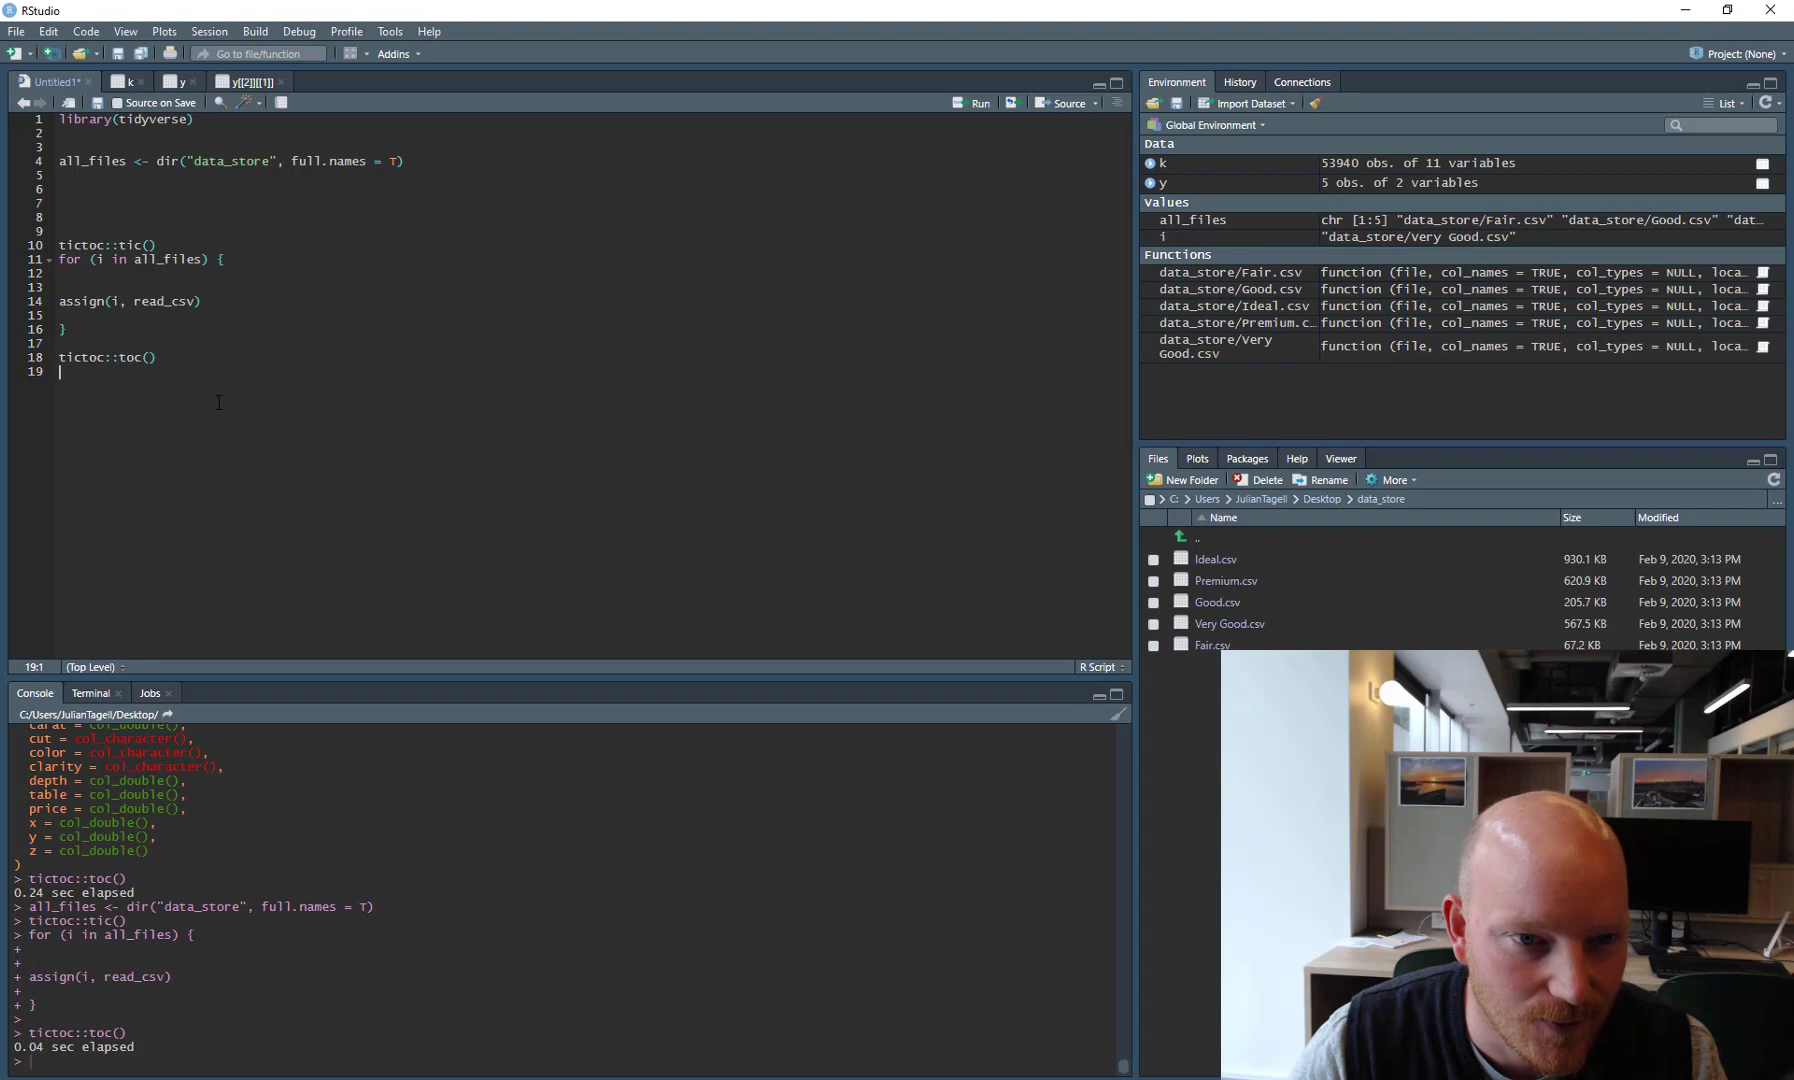 RStudio
File Edit Code View Plots Session Build Debug Profile Tools Help
Go to file/function Addins Project: (None)
Untitled1* k y y[[2]][[1]]
Source on Save Run Source
1 library(tidyverse)
2
3
4 all_files <- dir("data_store", full.names = T)
5
6
7
8
9
10 tictoc::tic()
11 for (i in all_files) {
12
13
14 assign(i, read_csv)
15
16 }
17
18 tictoc::toc()
19
19:1 (Top Level) R Script
Console Terminal Jobs
C:/Users/JulianTagell/Desktop/
carat = col_double(),
cut = col_character(),
color = col_character(),
clarity = col_character(),
depth = col_double(),
table = col_double(),
price = col_double(),
x = col_double(),
y = col_double(),
z = col_double()
)
> tictoc::toc()
0.24 sec elapsed
> all_files <- dir("data_store", full.names = T)
> tictoc::tic()
> for (i in all_files) {
+
+
+ assign(i, read_csv)
+
+ }
>
> tictoc::toc()
0.04 sec elapsed
>
Environment History Connections
Import Dataset List
Global Environment
Data
k 53940 obs. of 11 variables
y 5 obs. of 2 variables
Values
all_files chr [1:5] "data_store/Fair.csv" "data_store/Good.csv" "dat…
i "data_store/Very Good.csv"
Functions
data_store/Fair.csv function (file, col_names = TRUE, col_types = NULL, loca…
data_store/Good.csv function (file, col_names = TRUE, col_types = NULL, loca…
data_store/Ideal.csv function (file, col_names = TRUE, col_types = NULL, loca…
data_store/Premium.c… function (file, col_names = TRUE, col_types = NULL, loca…
data_store/Very function (file, col_names = TRUE, col_types = NULL, loca…
Good.csv
Files Plots Packages Help Viewer
New Folder Delete Rename More
C: > Users > JulianTagell > Desktop > data_store ...
Name Size Modified
..
Ideal.csv 930.1 KB Feb 9, 2020, 3:13 PM
Premium.csv 620.9 KB Feb 9, 2020, 3:13 PM
Good.csv 205.7 KB Feb 9, 2020, 3:13 PM
Very Good.csv 567.5 KB Feb 9, 2020, 3:13 PM
Fair.csv 67.2 KB Feb 9, 2020, 3:13 PM